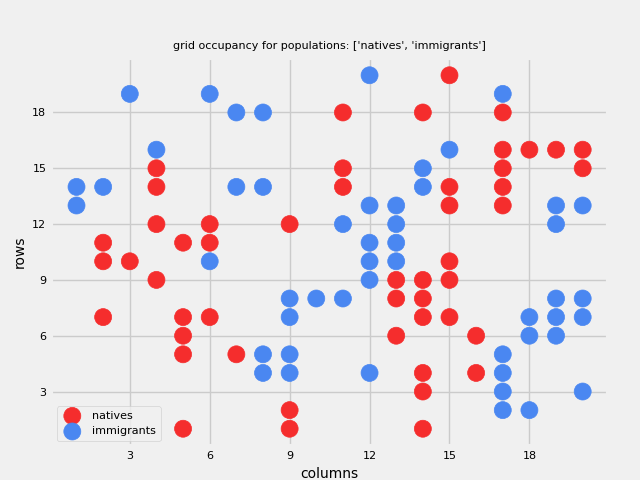 grid occupancy for populations: ['natives', 'immigrants']
18
15
12
9
6
3
rows
natives
immigrants
3 6 9 12 15 18
columns